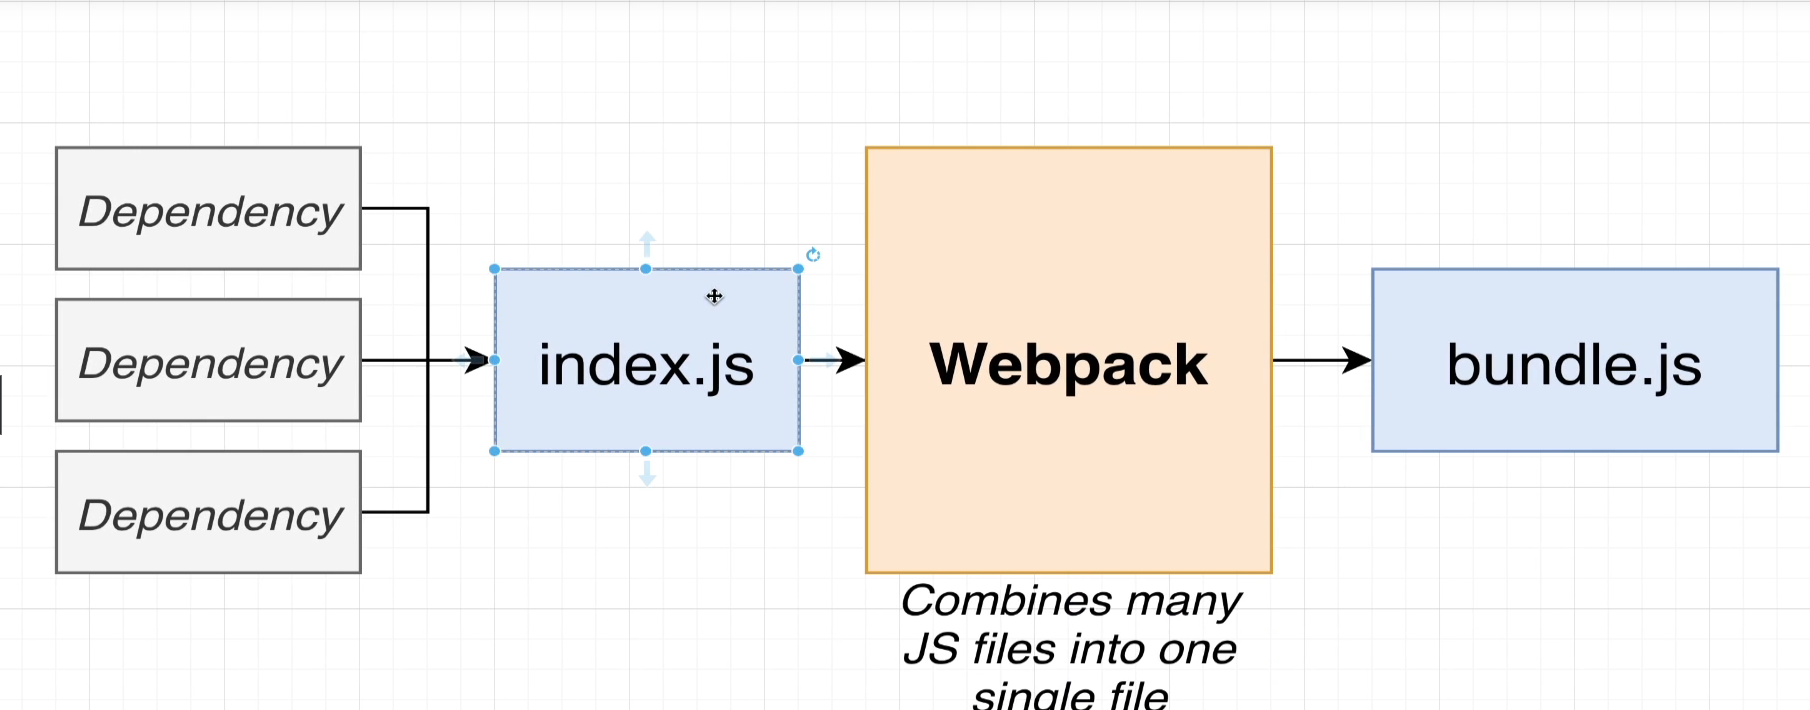 Dependency
Dependency
Dependency
index.js
Webpack
bundle.js
Combines many
JS files into one
single file